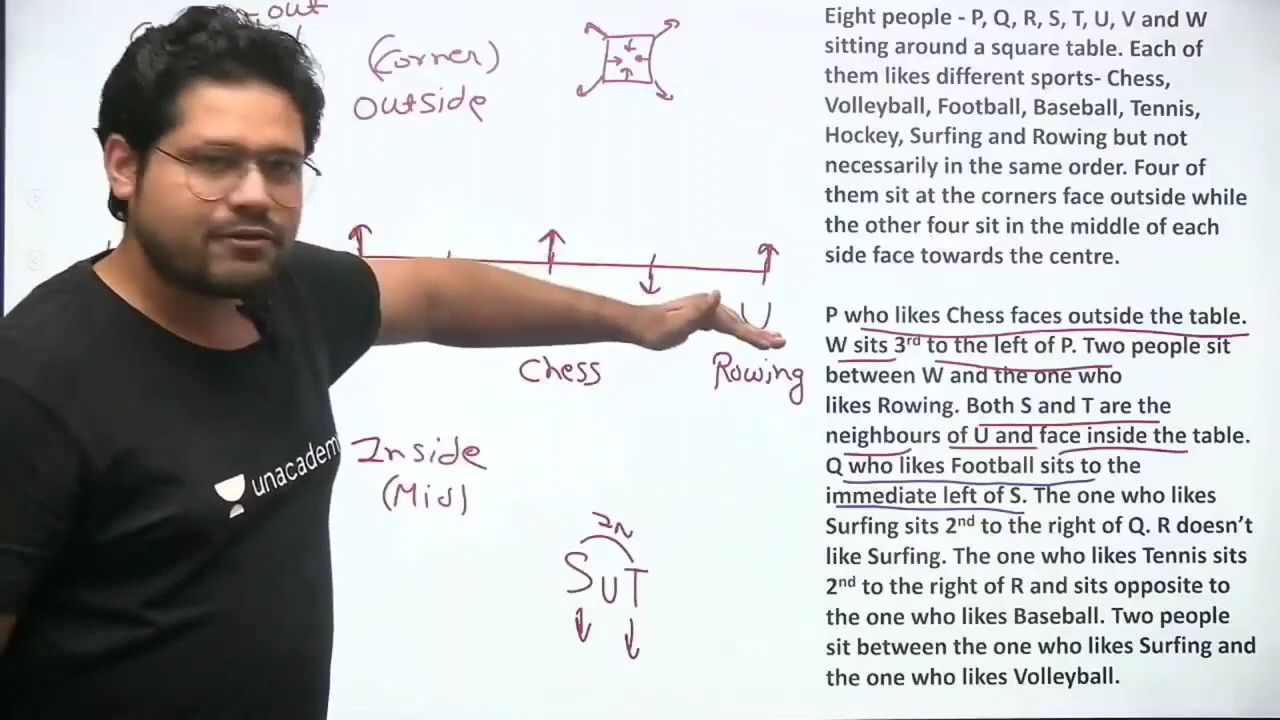 out
(Corner)
Outside
U
Chess
Rowing
Inside
(Mid)
2N
S U T
unacadem
Eight people - P, Q, R, S, T, U, V and W
sitting around a square table. Each of
them likes different sports- Chess,
Volleyball, Football, Baseball, Tennis,
Hockey, Surfing and Rowing but not
necessarily in the same order. Four of
them sit at the corners face outside while
the other four sit in the middle of each
side face towards the centre.
P who likes Chess faces outside the table.
W sits 3rd to the left of P. Two people sit
between W and the one who
likes Rowing. Both S and T are the
neighbours of U and face inside the table.
Q who likes Football sits to the
immediate left of S. The one who likes
Surfing sits 2nd to the right of Q. R doesn't
like Surfing. The one who likes Tennis sits
2nd to the right of R and sits opposite to
the one who likes Baseball. Two people
sit between the one who likes Surfing and
the one who likes Volleyball.